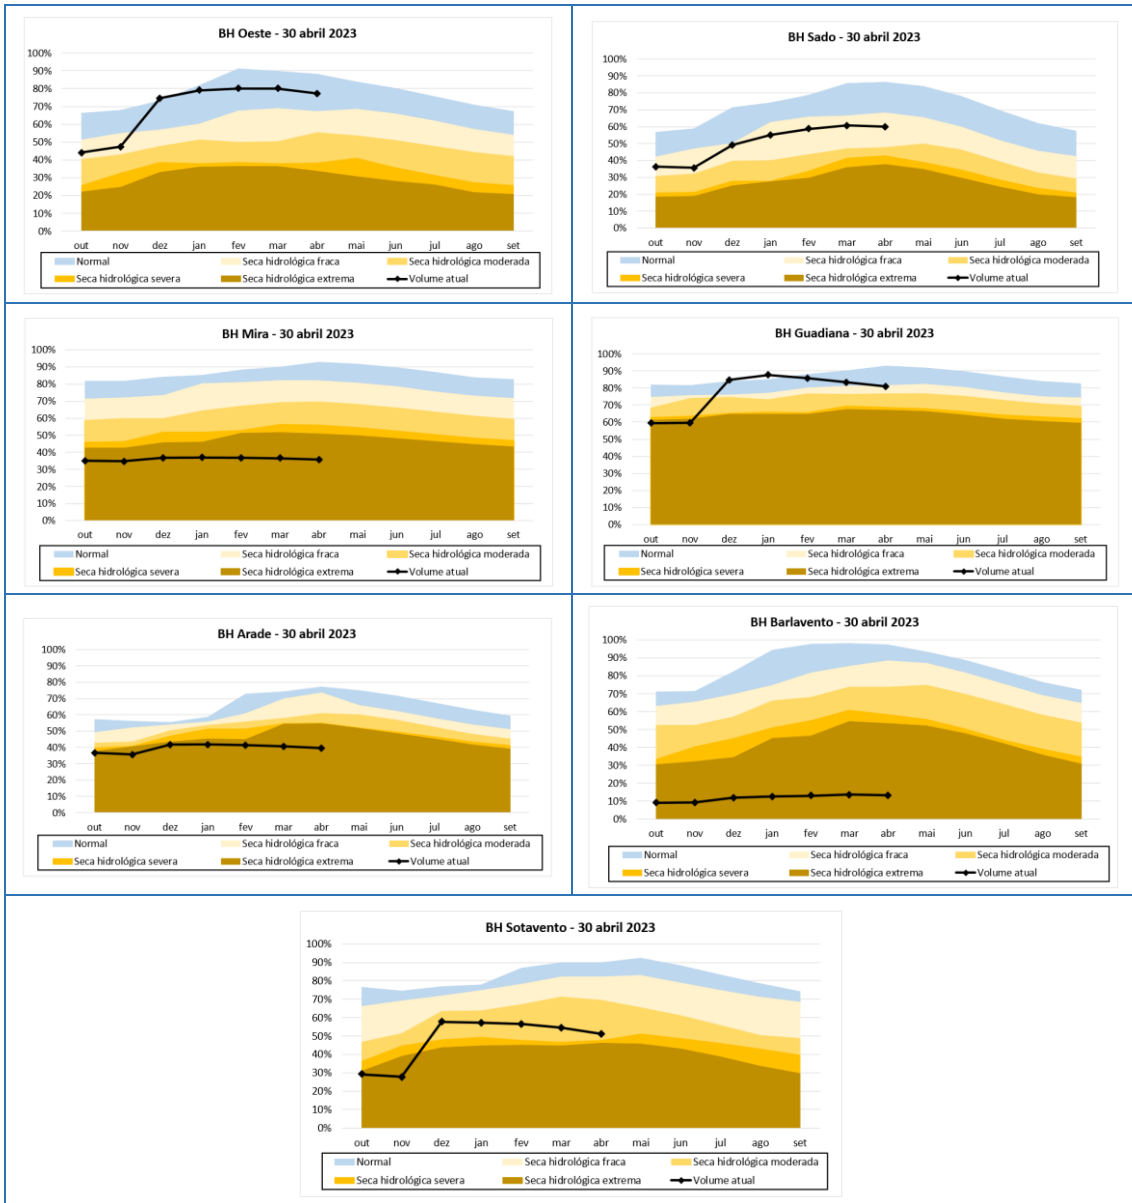 BH Oeste - 30 abril 2023
100%
90%
80%
70%
60%
50%
40%
30%
20%
10%
0%
out nov dez jan fev mar abr mai jun jul ago set
Normal Seca hidrológica fraca Seca hidrológica moderada
Seca hidrológica severa Seca hidrológica extrema Volume atual
BH Sado - 30 abril 2023
100%
90%
80%
70%
60%
50%
40%
30%
20%
10%
0%
out nov dez jan fev mar abr mai jun jul ago set
Normal Seca hidrológica fraca Seca hidrológica moderada
Seca hidrológica severa Seca hidrológica extrema Volume atual
BH Mira - 30 abril 2023
100%
90%
80%
70%
60%
50%
40%
30%
20%
10%
0%
out nov dez jan fev mar abr mai jun jul ago set
Normal Seca hidrológica fraca Seca hidrológica moderada
Seca hidrológica severa Seca hidrológica extrema Volume atual
BH Guadiana - 30 abril 2023
100%
90%
80%
70%
60%
50%
40%
30%
20%
10%
0%
out nov dez jan fev mar abr mai jun jul ago set
Normal Seca hidrológica fraca Seca hidrológica moderada
Seca hidrológica severa Seca hidrológica extrema Volume atual
BH Arade - 30 abril 2023
100%
90%
80%
70%
60%
50%
40%
30%
20%
10%
0%
out nov dez jan fev mar abr mai jun jul ago set
Normal Seca hidrológica fraca Seca hidrológica moderada
Seca hidrológica severa Seca hidrológica extrema Volume atual
BH Barlavento - 30 abril 2023
100%
90%
80%
70%
60%
50%
40%
30%
20%
10%
0%
out nov dez jan fev mar abr mai jun jul ago set
Normal Seca hidrológica fraca Seca hidrológica moderada
Seca hidrológica severa Seca hidrológica extrema Volume atual
BH Sotavento - 30 abril 2023
100%
90%
80%
70%
60%
50%
40%
30%
20%
10%
0%
out nov dez jan fev mar abr mai jun jul ago set
Normal Seca hidrológica fraca Seca hidrológica moderada
Seca hidrológica severa Seca hidrológica extrema Volume atual